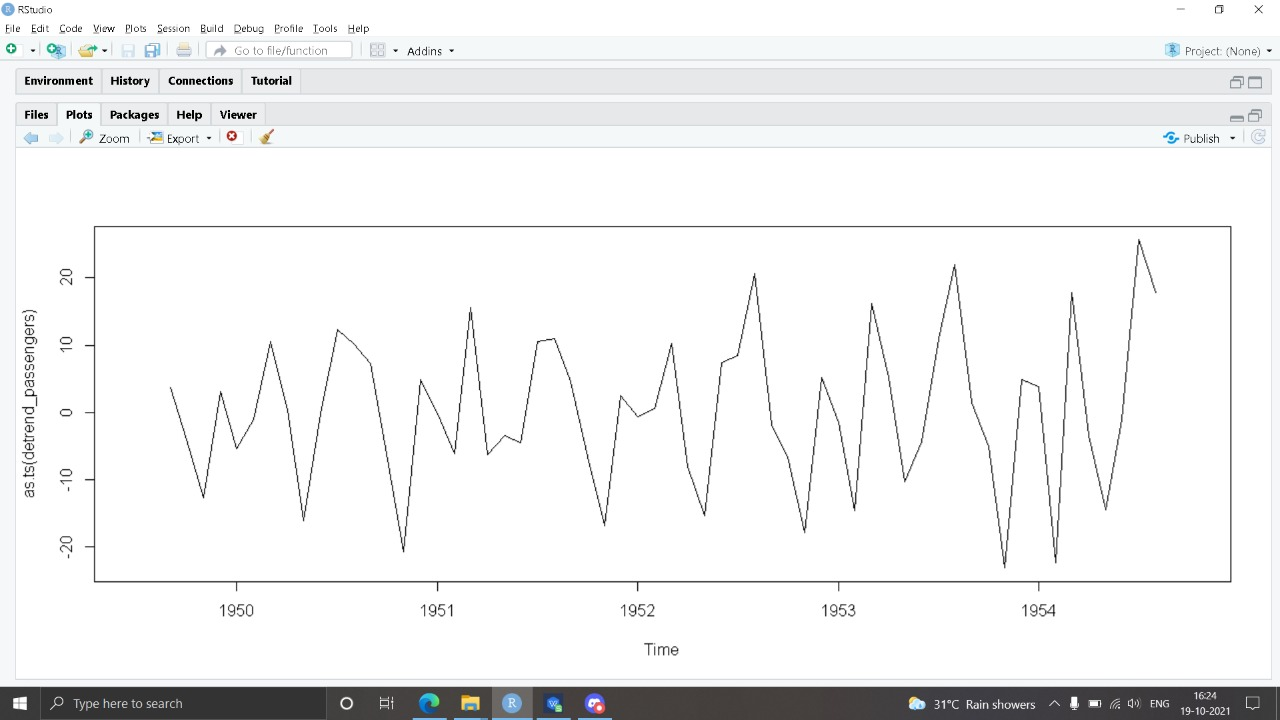 RStudio
File Edit Code View Plots Session Build Debug Profile Tools Help
Go to file/function Addins Project: (None)
Environment History Connections Tutorial
Files Plots Packages Help Viewer
Zoom Export Publish
as.ts(detrend_passengers)
20
10
0
-10
-20
1950 1951 1952 1953 1954
Time
Type here to search 31°C Rain showers ENG 16:24
19-10-2021